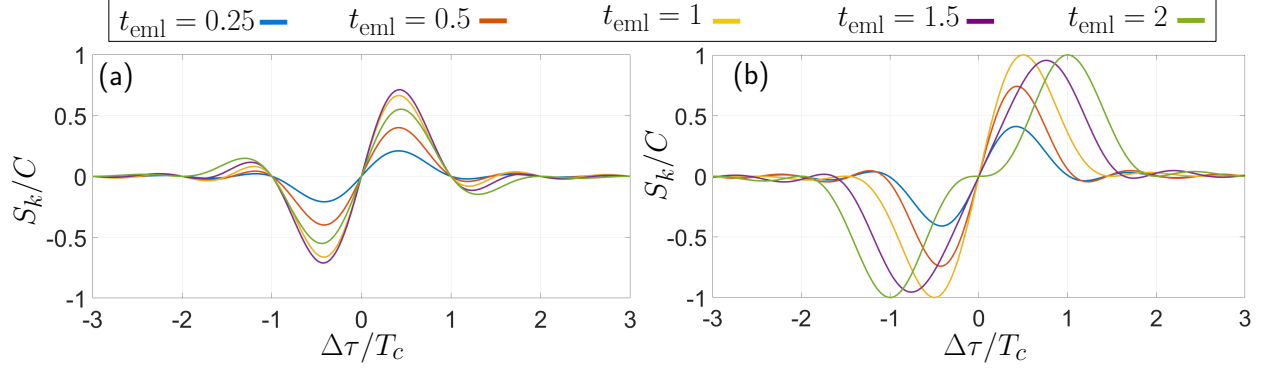 t_eml = 0.25 t_eml = 0.5 t_eml = 1 t_eml = 1.5 t_eml = 2
(a)
S_k/C
1
0.5
0
-0.5
-1
-3 -2 -1 0 1 2 3
Δτ/T_c
(b)
S_k/C
1
0.5
0
-0.5
-1
-3 -2 -1 0 1 2 3
Δτ/T_c